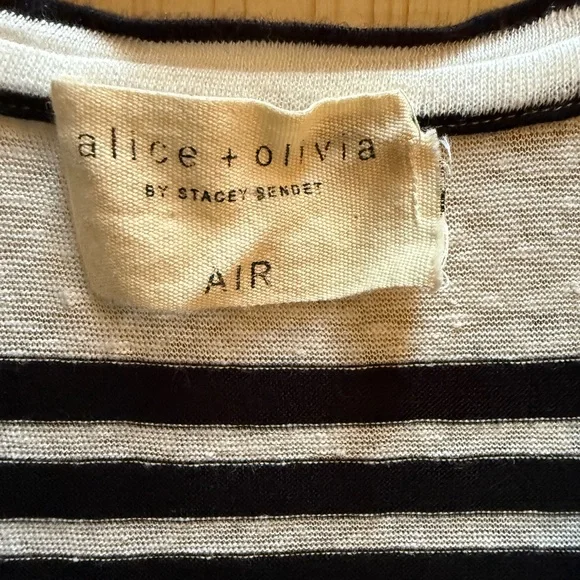 alice + olivia
BY STACEY BENDET
AIR